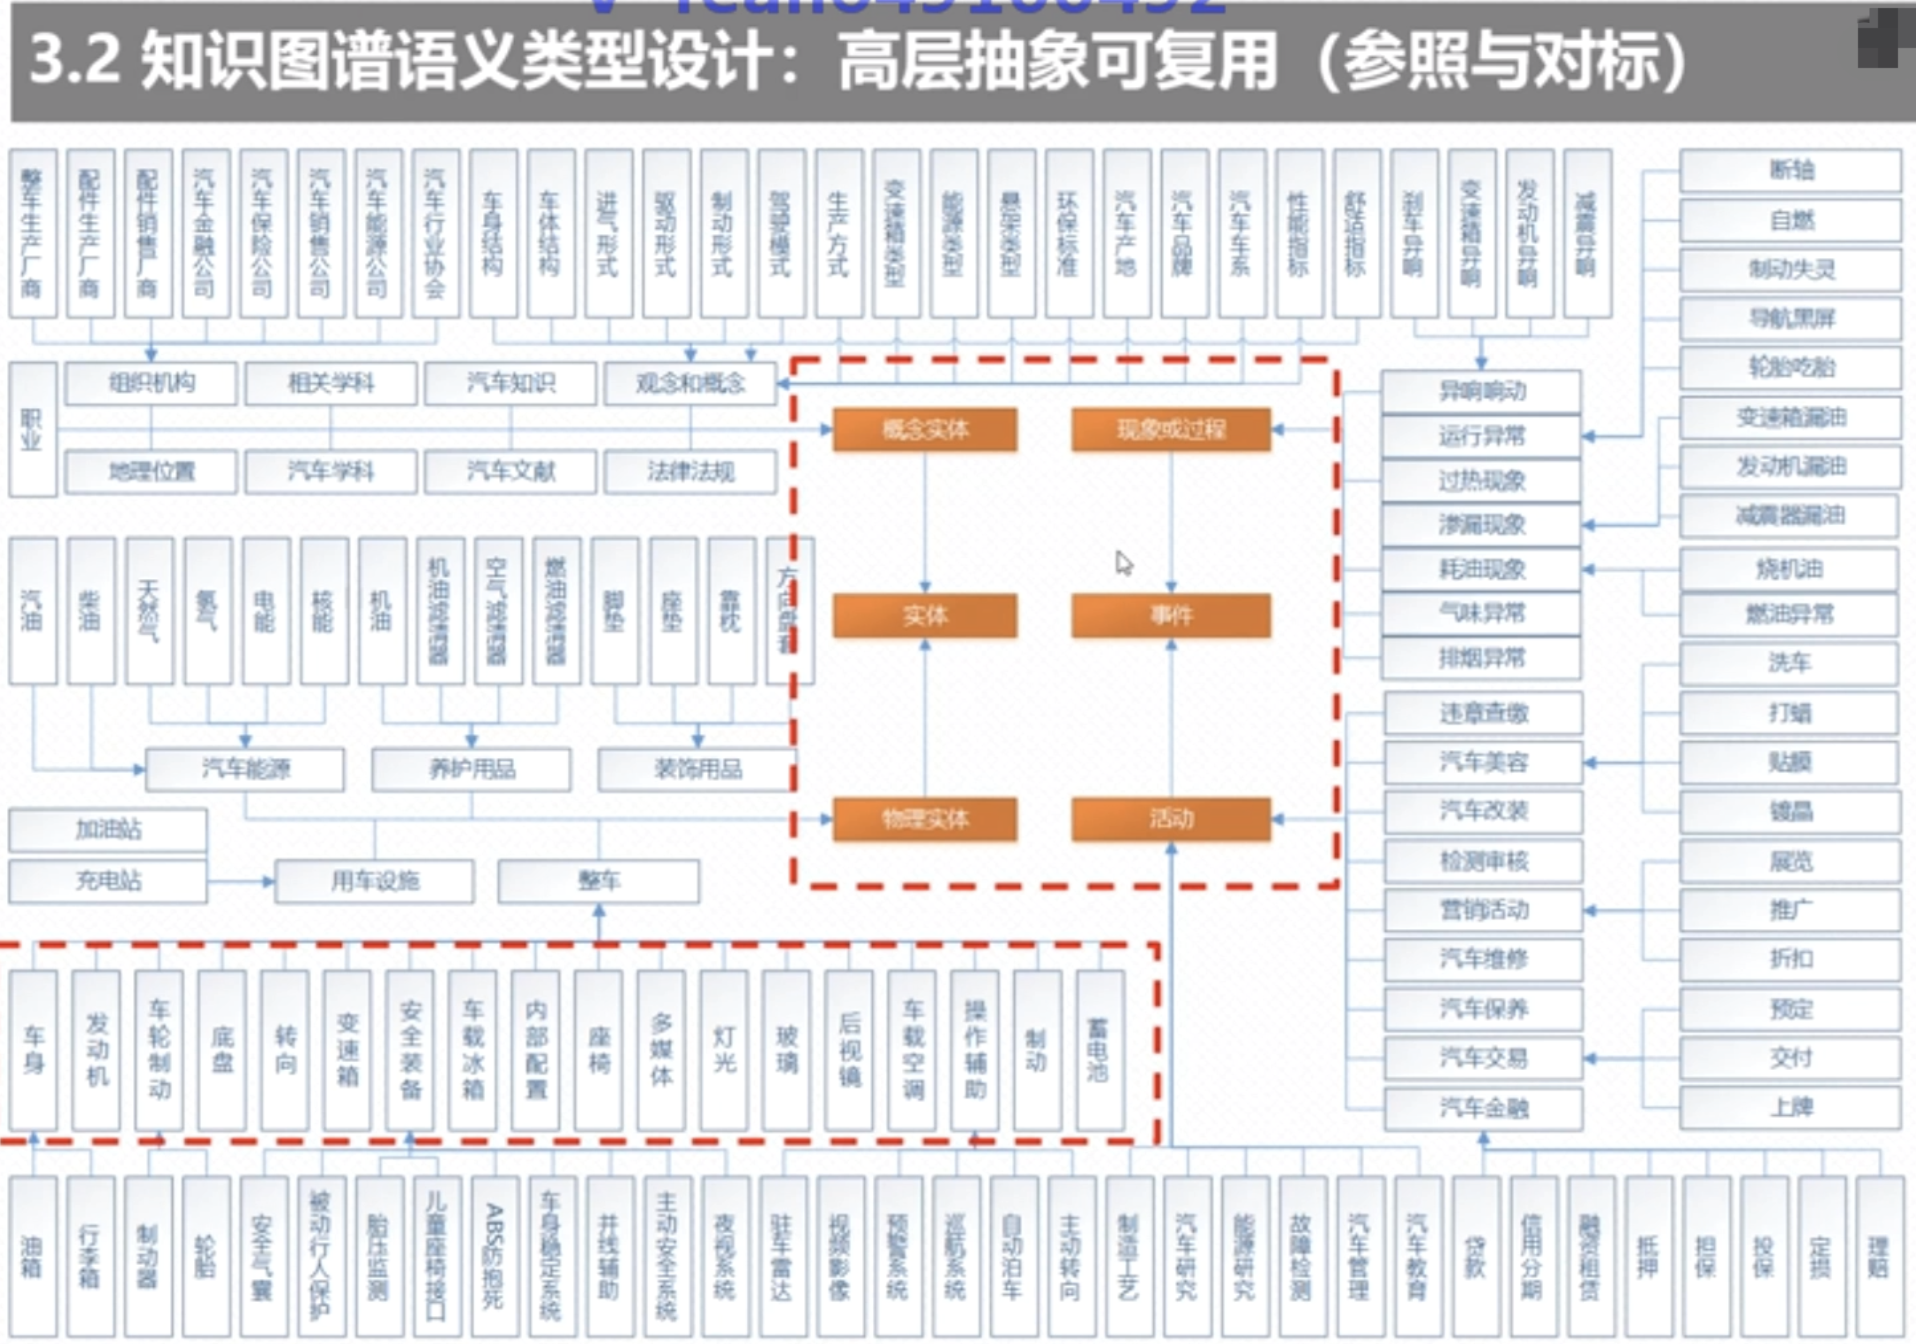 3.2 知识图谱语义类型设计：高层抽象可复用（参照与对标）
整车生产厂商
配件生产厂商
配件销售厂商
汽车金融公司
汽车保险公司
汽车销售公司
汽车能源公司
汽车行业协会
车身结构
车体结构
进气形式
驱动形式
制动形式
驾驶模式
生产方式
变速箱类型
能源类型
悬架类型
环保标准
汽车产地
汽车品牌
汽车车系
性能指标
舒适指标
刹车异响
变速箱异响
发动机异响
减震异响
断轴
自燃
制动失灵
导航黑屏
轮胎吃胎
变速箱漏油
发动机漏油
减震器漏油
烧机油
燃油异常
洗车
打蜡
贴膜
镀晶
展览
推广
折扣
预定
交付
上牌
职业
组织机构
相关学科
汽车知识
观念和概念
地理位置
汽车学科
汽车文献
法律法规
概念实体
现象或过程
实体
事件
物理实体
活动
异响响动
运行异常
过热现象
渗漏现象
耗油现象
气味异常
排烟异常
违章查缴
汽车美容
汽车改装
检测审核
营销活动
汽车维修
汽车保养
汽车交易
汽车金融
汽油
柴油
天然气
氢气
电能
核能
机油
机油滤清器
空气滤清器
燃油滤清器
脚垫
座垫
靠枕
方向盘套
汽车能源
养护用品
装饰用品
加油站
充电站
用车设施
整车
车身
发动机
车轮制动
底盘
转向
变速箱
安全装备
车载冰箱
内部配置
座椅
多媒体
灯光
玻璃
后视镜
车载空调
操作辅助
制动
蓄电池
油箱
行李箱
制动器
轮胎
安全气囊
被动行人保护
胎压监测
儿童座椅接口
ABS防抱死
车身稳定系统
并线辅助
主动安全系统
夜视系统
驻车雷达
视频影像
预警系统
巡航系统
自动泊车
主动转向
制造工艺
汽车研究
能源研究
故障检测
汽车管理
汽车教育
贷款
信用分期
融资租赁
抵押
担保
投保
定损
理赔